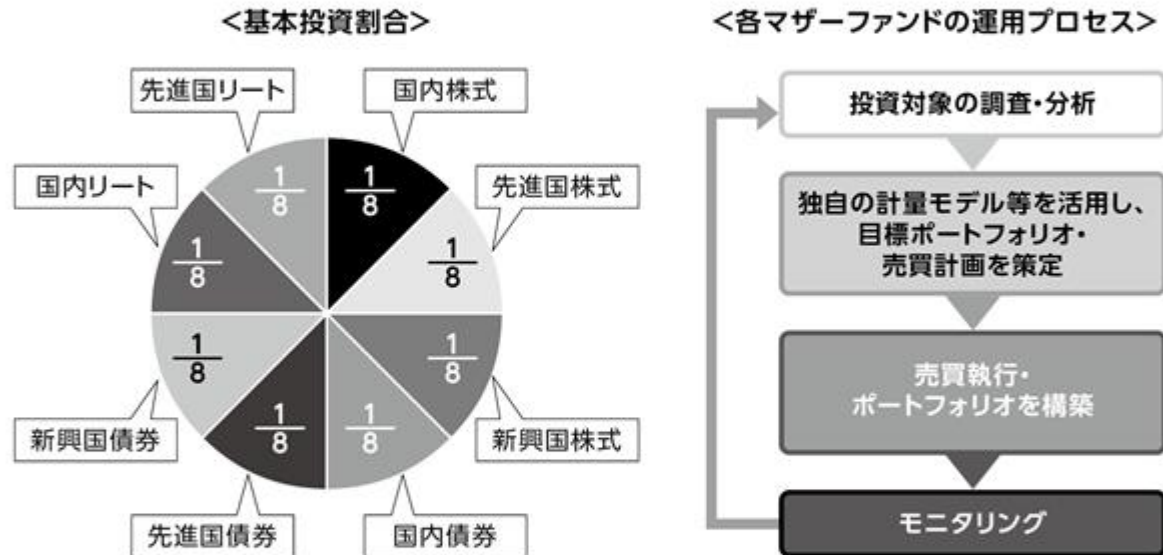 <基本投資割合>
先進国リート
国内株式
国内リート
先進国株式
1/8
1/8
1/8
1/8
1/8
1/8
1/8
1/8
新興国債券
新興国株式
先進国債券
国内債券
<各マザーファンドの運用プロセス>
投資対象の調査・分析
独自の計量モデル等を活用し、
目標ポートフォリオ・
売買計画を策定
売買執行・
ポートフォリオを構築
モニタリング